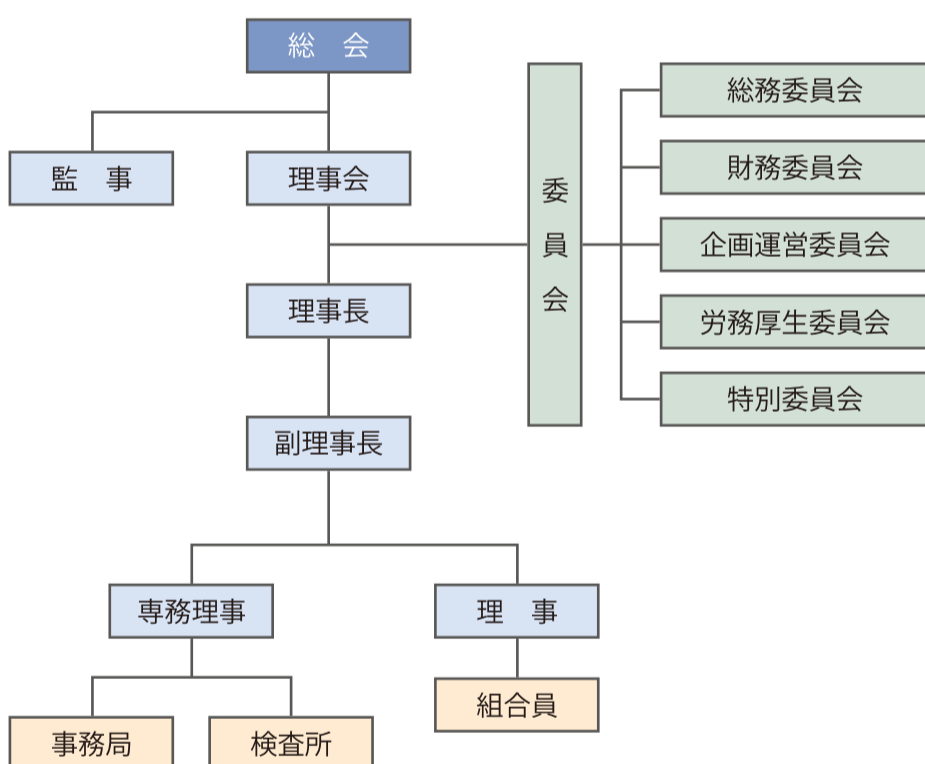 総　会
監　事
理事会
委員会
総務委員会
財務委員会
企画運営委員会
労務厚生委員会
特別委員会
理事長
副理事長
専務理事
理　事
組合員
事務局
検査所